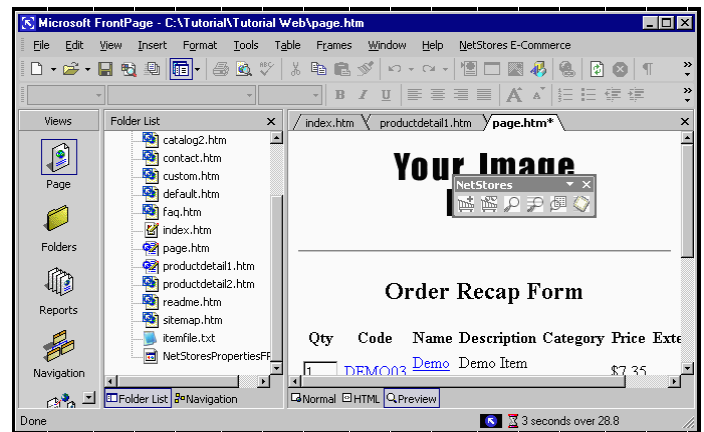 Microsoft FrontPage - C:\Tutorial\Tutorial Web\page.htm
File Edit View Insert Format Tools Table Frames Window Help NetStores E-Commerce
B I U A A
Views
Page
Folders
Reports
Navigation
Folder List
catalog2.htm
contact.htm
custom.htm
default.htm
faq.htm
index.htm
page.htm
productdetail1.htm
productdetail2.htm
readme.htm
sitemap.htm
itemfile.txt
NetStoresPropertiesFF
Folder List Navigation
index.htm productdetail1.htm page.htm*
Your Image
NetStores
Order Recap Form
Qty Code Name Description Category Price Exte
1 DEMO03 Demo Demo Item $7.35
Normal HTML Preview
Done
3 seconds over 28.8